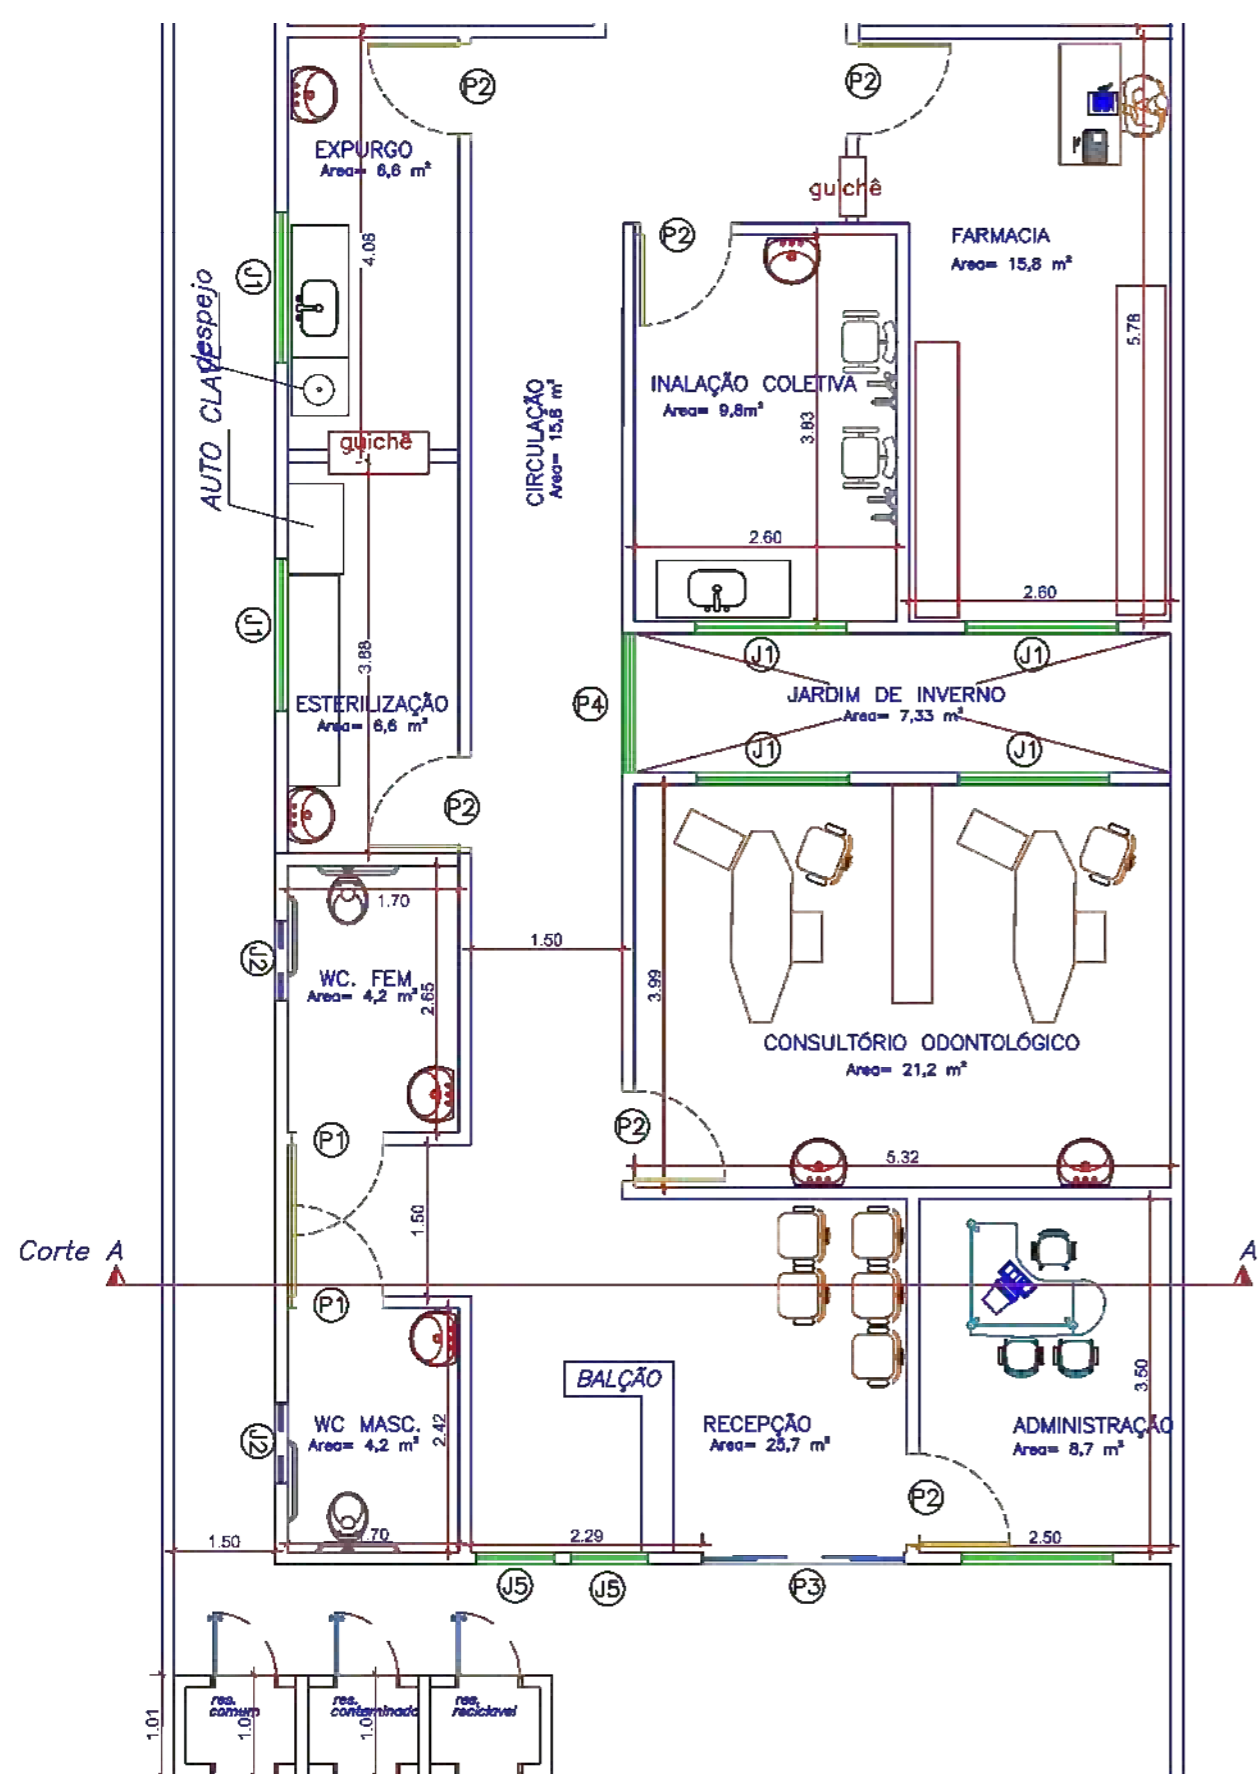 P2
P2
EXPURGO
Area= 6,6 m²
guichê
FARMACIA
Area= 15,8 m²
P2
4.08
J1
despejo
AUTO CLAVE
5.78
INALAÇÃO COLETIVA
Area= 9,8m²
3.83
CIRCULAÇÃO
Area= 15,6 m²
guichê
2.60
2.60
J1
3.88
J1
J1
ESTERILIZAÇÃO
Area= 6,6 m²
P4
JARDIM DE INVERNO
Area= 7,33 m²
J1
J1
P2
1.70
1.50
J2
WC. FEM
Area= 4,2 m²
2.65
3.99
CONSULTÓRIO ODONTOLÓGICO
Area= 21,2 m²
P1
P2
5.32
1.50
Corte A
A
P1
BALÇÃO
3.50
WC MASC.
Area= 4,2 m²
2.42
J2
RECEPÇÃO
Area= 25,7 m²
ADMINISTRAÇÃO
Area= 8,7 m²
P2
1.50
.70
2.29
2.50
J5
J5
P3
res.
comum
res.
contaminado
res.
reciclavel
1.01